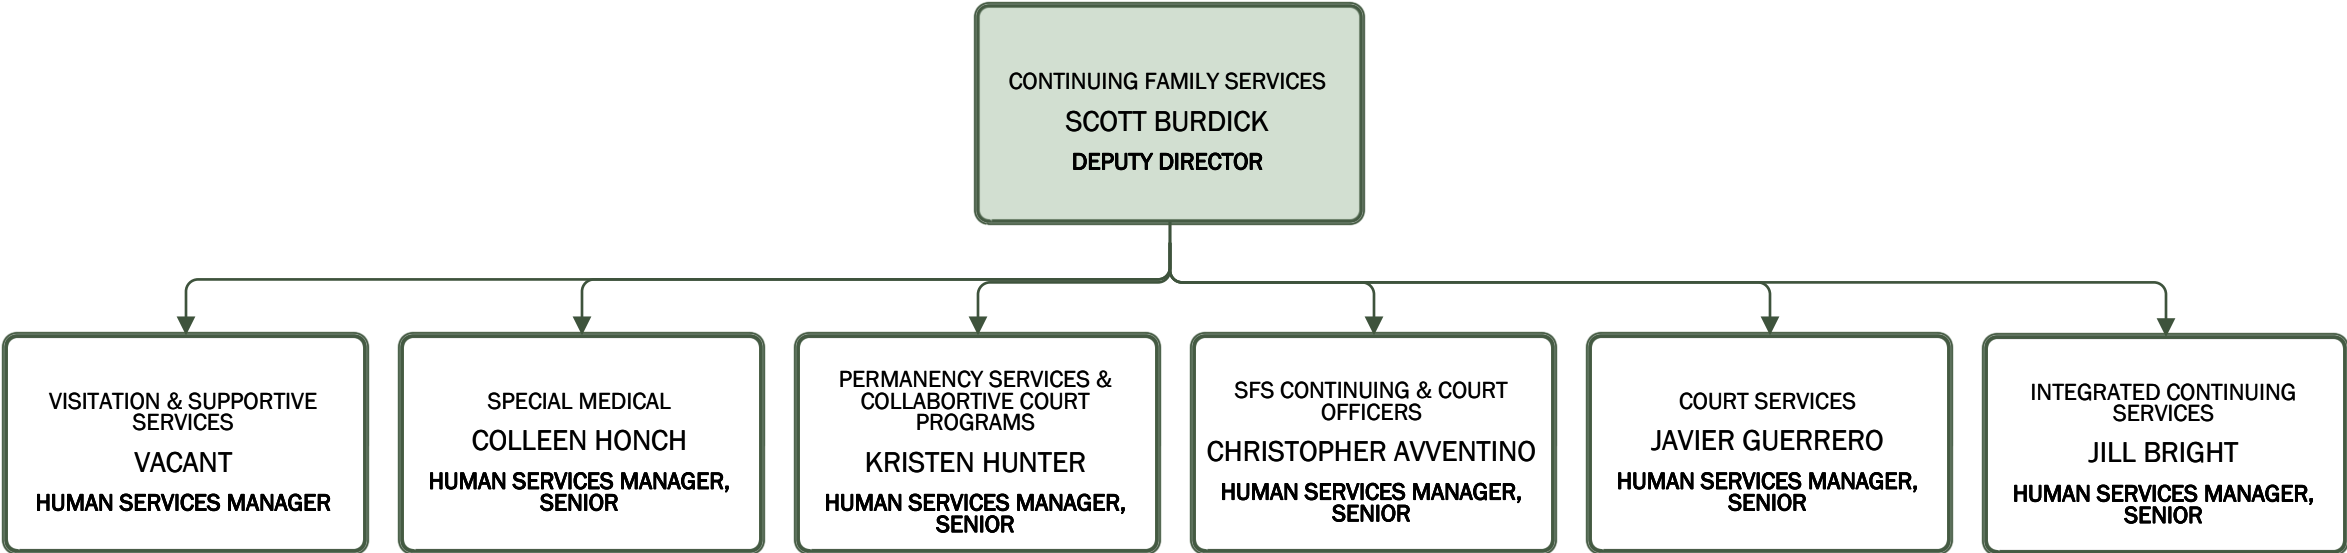 CONTINUING FAMILY SERVICES
SCOTT BURDICK
DEPUTY DIRECTOR
VISITATION & SUPPORTIVE
SERVICES
VACANT
HUMAN SERVICES MANAGER
SPECIAL MEDICAL
COLLEEN HONCH
HUMAN SERVICES MANAGER,
SENIOR
PERMANENCY SERVICES &
COLLABORTIVE COURT
PROGRAMS
KRISTEN HUNTER
HUMAN SERVICES MANAGER,
SENIOR
SFS CONTINUING & COURT
OFFICERS
CHRISTOPHER AVVENTINO
HUMAN SERVICES MANAGER,
SENIOR
COURT SERVICES
JAVIER GUERRERO
HUMAN SERVICES MANAGER,
SENIOR
INTEGRATED CONTINUING
SERVICES
JILL BRIGHT
HUMAN SERVICES MANAGER,
SENIOR